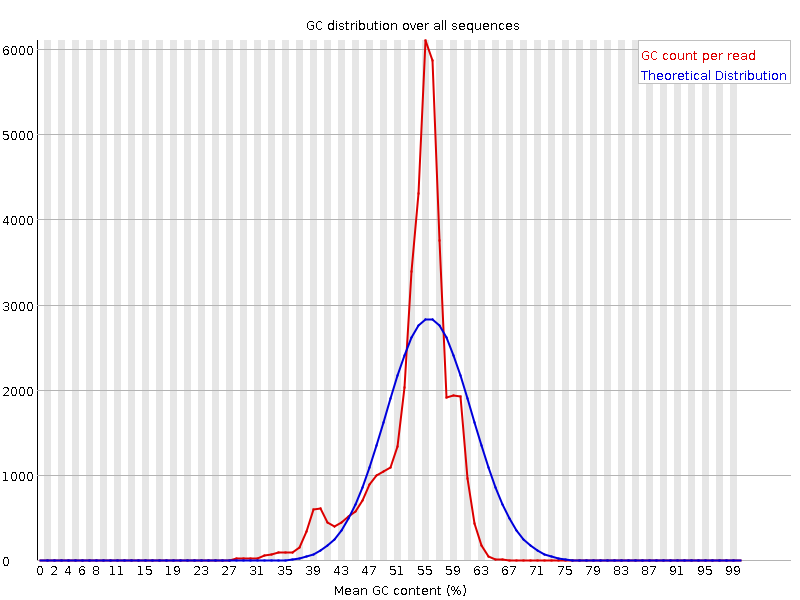 GC distribution over all sequences
GC count per read
Theoretical Distribution
6000
5000
4000
3000
2000
1000
0
0 2 4 6 8 11 15 19 23 27 31 35 39 43 47 51 55 59 63 67 71 75 79 83 87 91 95 99
Mean GC content (%)